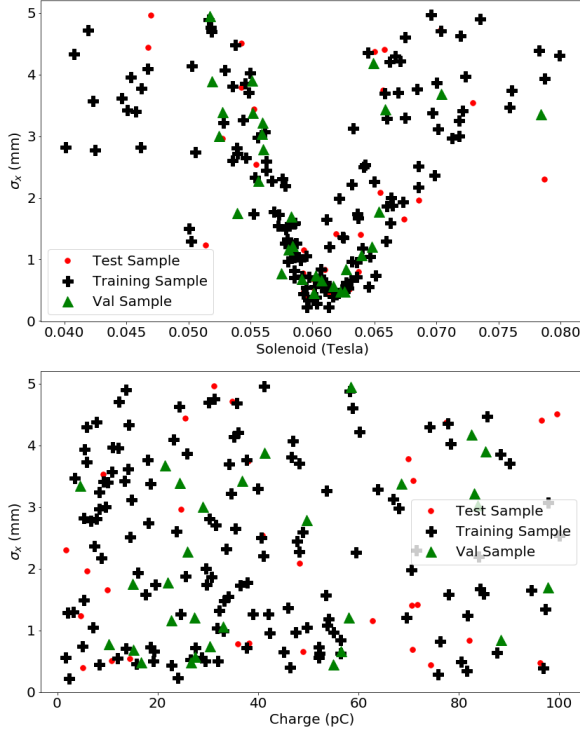 5
4
3
2
1
0
σx (mm)
Test Sample
Training Sample
Val Sample
0.040 0.045 0.050 0.055 0.060 0.065 0.070 0.075 0.080
Solenoid (Tesla)
5
4
3
2
1
0
σx (mm)
Test Sample
Training Sample
Val Sample
0 20 40 60 80 100
Charge (pC)